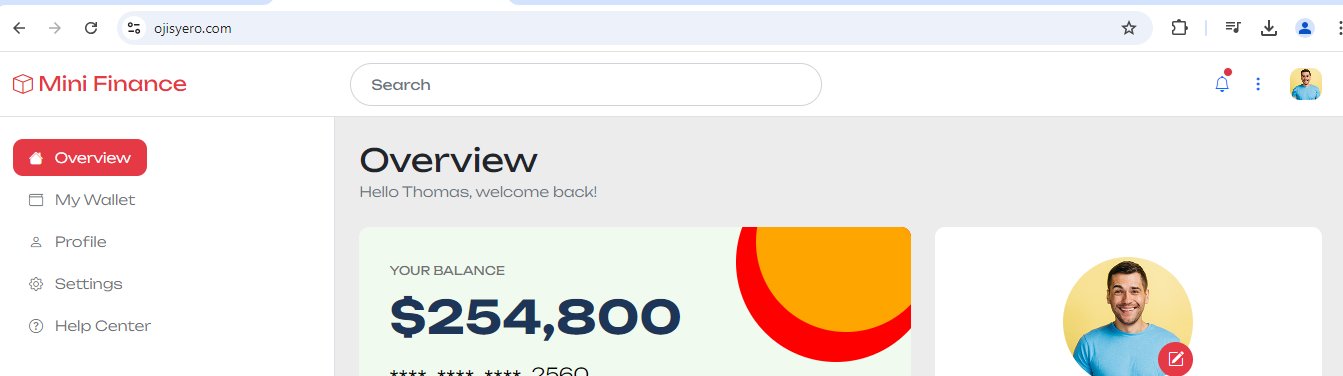 ojisyero.com
Mini Finance
Search
Overview
My Wallet
Profile
Settings
Help Center
Overview
Hello Thomas, welcome back!
YOUR BALANCE
$254,800
**** **** **** 2560